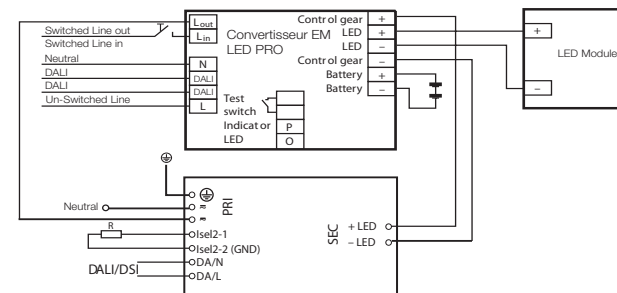 Switched Line out
Switched Line in
Neutral
DALI
DALI
Un-Switched Line
Lout
Lin
N
DALI
DALI
L
Convertisseur EM
LED PRO
Test
switch
Indicator
LED
P
O
Control gear +
LED +
LED –
Control gear –
Battery +
Battery –
+
–
LED Module
Neutral
R
DALI/DSI
PRI
Isel2-1
Isel2-2 (GND)
DA/N
DA/L
SEC
+ LED
– LED